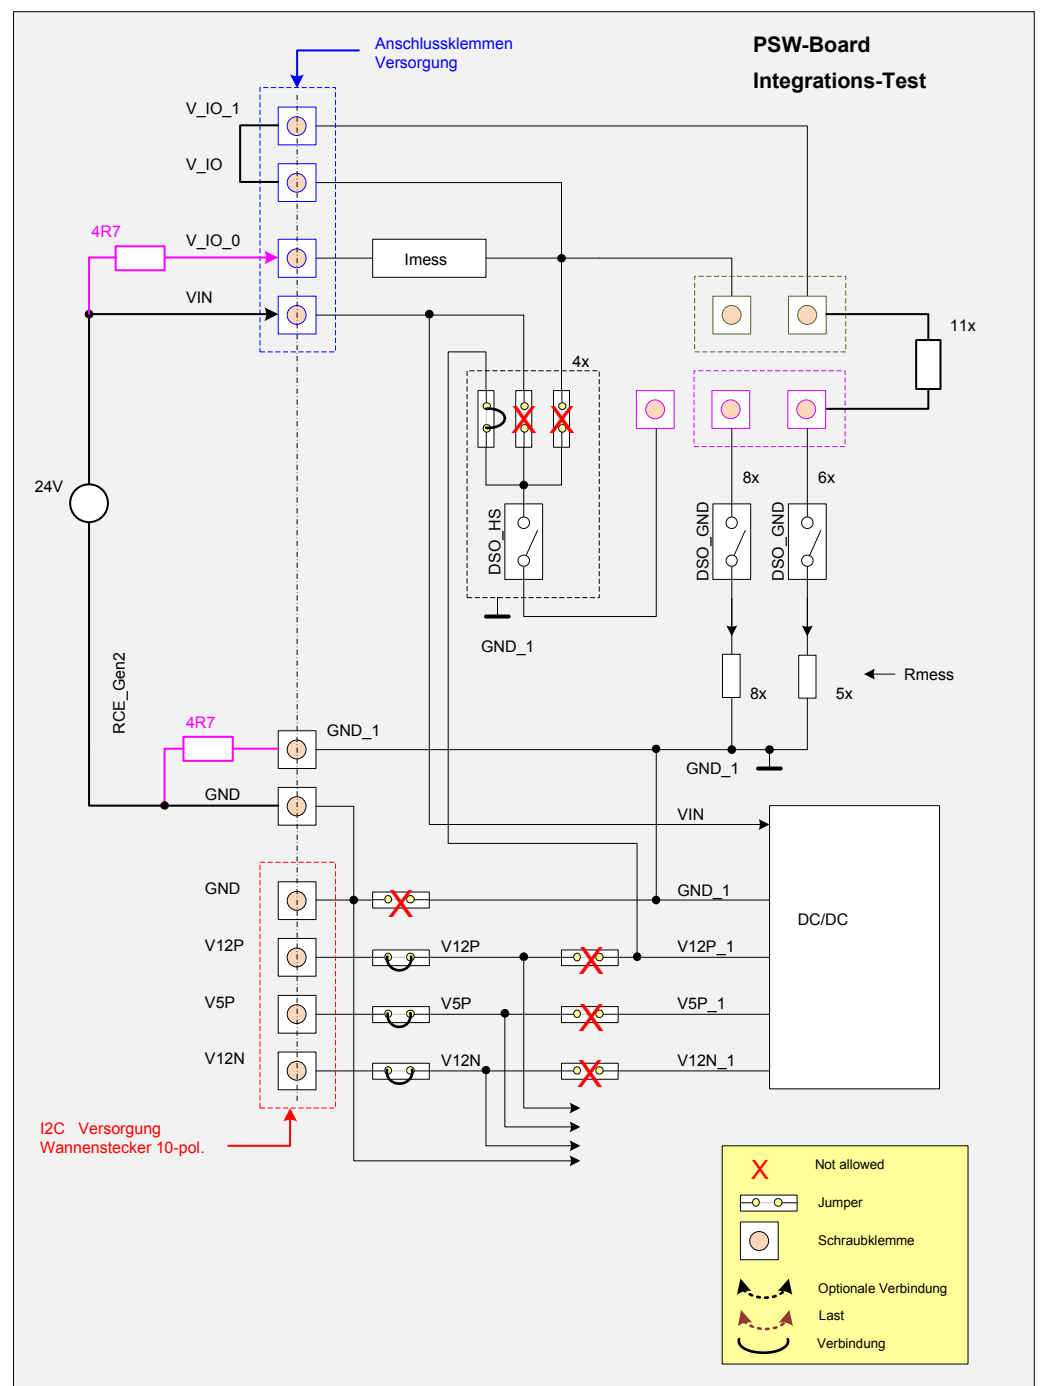 Anschlussklemmen
Versorgung
PSW-Board
Integrations-Test
V_IO_1
V_IO
4R7
V_IO_0
Imess
VIN
11x
4x
24V
8x
6x
DSO_HS
DSO_GND
DSO_GND
GND_1
RCE_Gen2
Rmess
8x
5x
4R7
GND_1
GND_1
GND
VIN
GND
GND_1
DC/DC
V12P
V12P
V12P_1
V5P
V5P
V5P_1
V12N
V12N
V12N_1
I2C Versorgung
Wannenstecker 10-pol.
X Not allowed
Jumper
Schraubklemme
Optionale Verbindung
Last
Verbindung